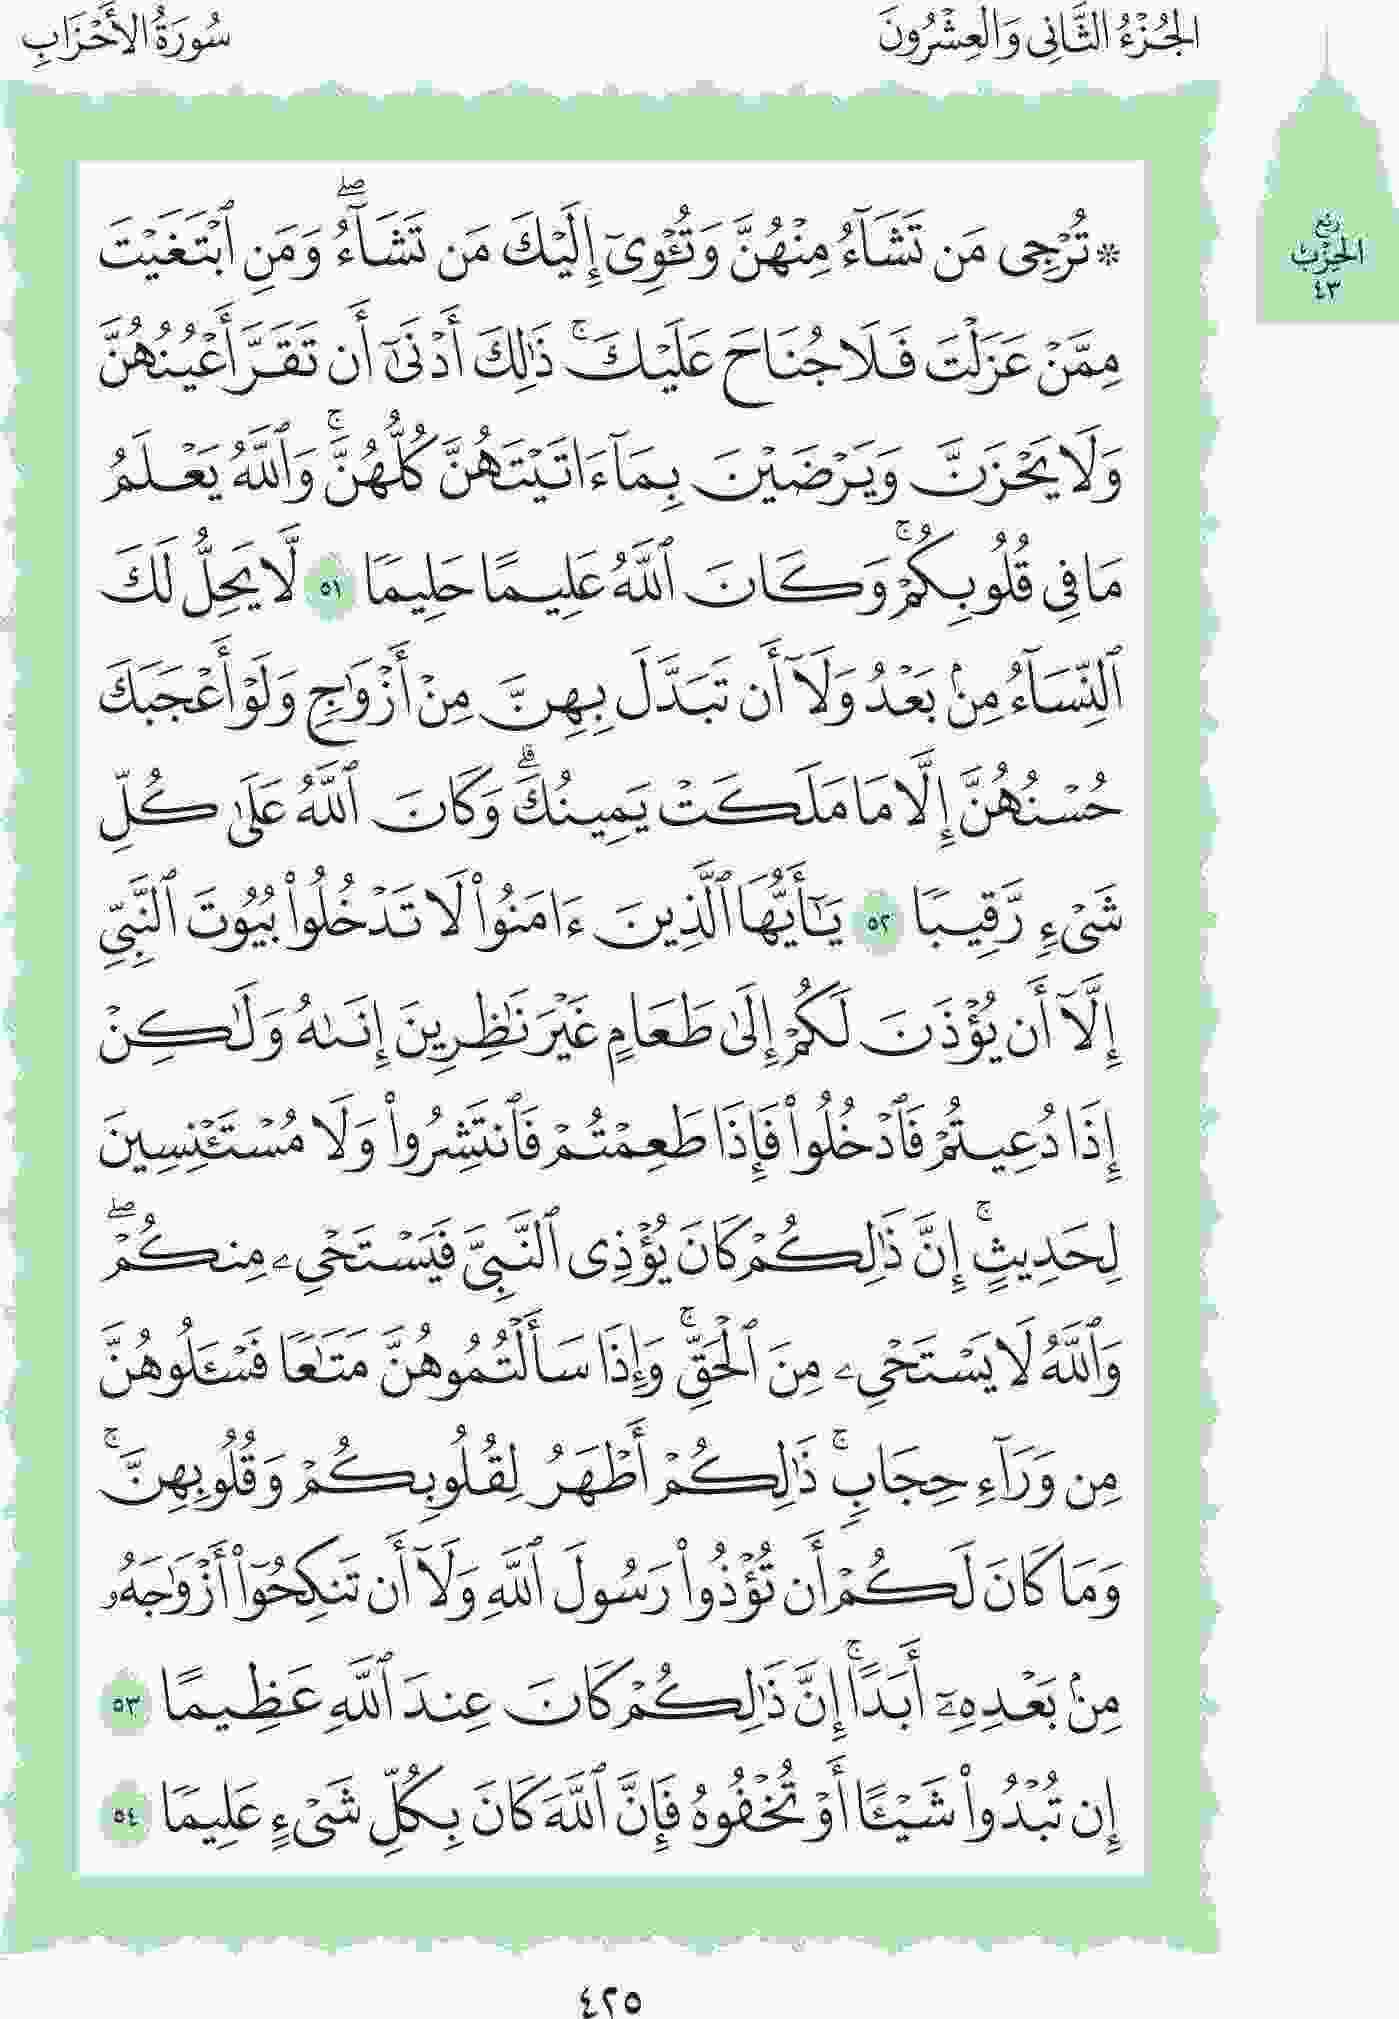 الجُزْءُ الثَّانِي وَالْعِشْرُونَ
سُورَةُ الأَحْزَابِ
رُبع
الحِزْب
٤٣
۞ تُرْجِي مَن تَشَآءُ مِنْهُنَّ وَتُـْٔوِيٓ إِلَيْكَ مَن تَشَآءُۖ وَمَنِ ٱبْتَغَيْتَ
مِمَّنْ عَزَلْتَ فَلَا جُنَاحَ عَلَيْكَۚ ذَٰلِكَ أَدْنَىٰٓ أَن تَقَرَّ أَعْيُنُهُنَّ
وَلَا يَحْزَنَّ وَيَرْضَيْنَ بِمَآ ءَاتَيْتَهُنَّ كُلُّهُنَّۚ وَٱللَّهُ يَعْلَمُ
مَا فِي قُلُوبِكُمْۚ وَكَانَ ٱللَّهُ عَلِيمًا حَلِيمًا ٥١ لَّا يَحِلُّ لَكَ
ٱلنِّسَآءُ مِنۢ بَعْدُ وَلَآ أَن تَبَدَّلَ بِهِنَّ مِنْ أَزْوَٰجٍ وَلَوْ أَعْجَبَكَ
حُسْنُهُنَّ إِلَّا مَا مَلَكَتْ يَمِينُكَۗ وَكَانَ ٱللَّهُ عَلَىٰ كُلِّ
شَيْءٍ رَّقِيبًا ٥٢ يَـٰٓأَيُّهَا ٱلَّذِينَ ءَامَنُوا۟ لَا تَدْخُلُوا۟ بُيُوتَ ٱلنَّبِيِّ
إِلَّآ أَن يُؤْذَنَ لَكُمْ إِلَىٰ طَعَامٍ غَيْرَ نَـٰظِرِينَ إِنَىٰهُ وَلَـٰكِنْ
إِذَا دُعِيتُمْ فَٱدْخُلُوا۟ فَإِذَا طَعِمْتُمْ فَٱنتَشِرُوا۟ وَلَا مُسْتَـْٔنِسِينَ
لِحَدِيثٍۚ إِنَّ ذَٰلِكُمْ كَانَ يُؤْذِي ٱلنَّبِيَّ فَيَسْتَحْيِۦ مِنكُمْۖ
وَٱللَّهُ لَا يَسْتَحْيِۦ مِنَ ٱلْحَقِّۚ وَإِذَا سَأَلْتُمُوهُنَّ مَتَـٰعًا فَسْـَٔلُوهُنَّ
مِن وَرَآءِ حِجَابٍۚ ذَٰلِكُمْ أَطْهَرُ لِقُلُوبِكُمْ وَقُلُوبِهِنَّۚ
وَمَا كَانَ لَكُمْ أَن تُؤْذُوا۟ رَسُولَ ٱللَّهِ وَلَآ أَن تَنكِحُوٓا۟ أَزْوَٰجَهُۥ
مِنۢ بَعْدِهِۦٓ أَبَدًاۚ إِنَّ ذَٰلِكُمْ كَانَ عِندَ ٱللَّهِ عَظِيمًا ٥٣
إِن تُبْدُوا۟ شَيْـًٔا أَوْ تُخْفُوهُ فَإِنَّ ٱللَّهَ كَانَ بِكُلِّ شَيْءٍ عَلِيمًا ٥٤
٤٢٥